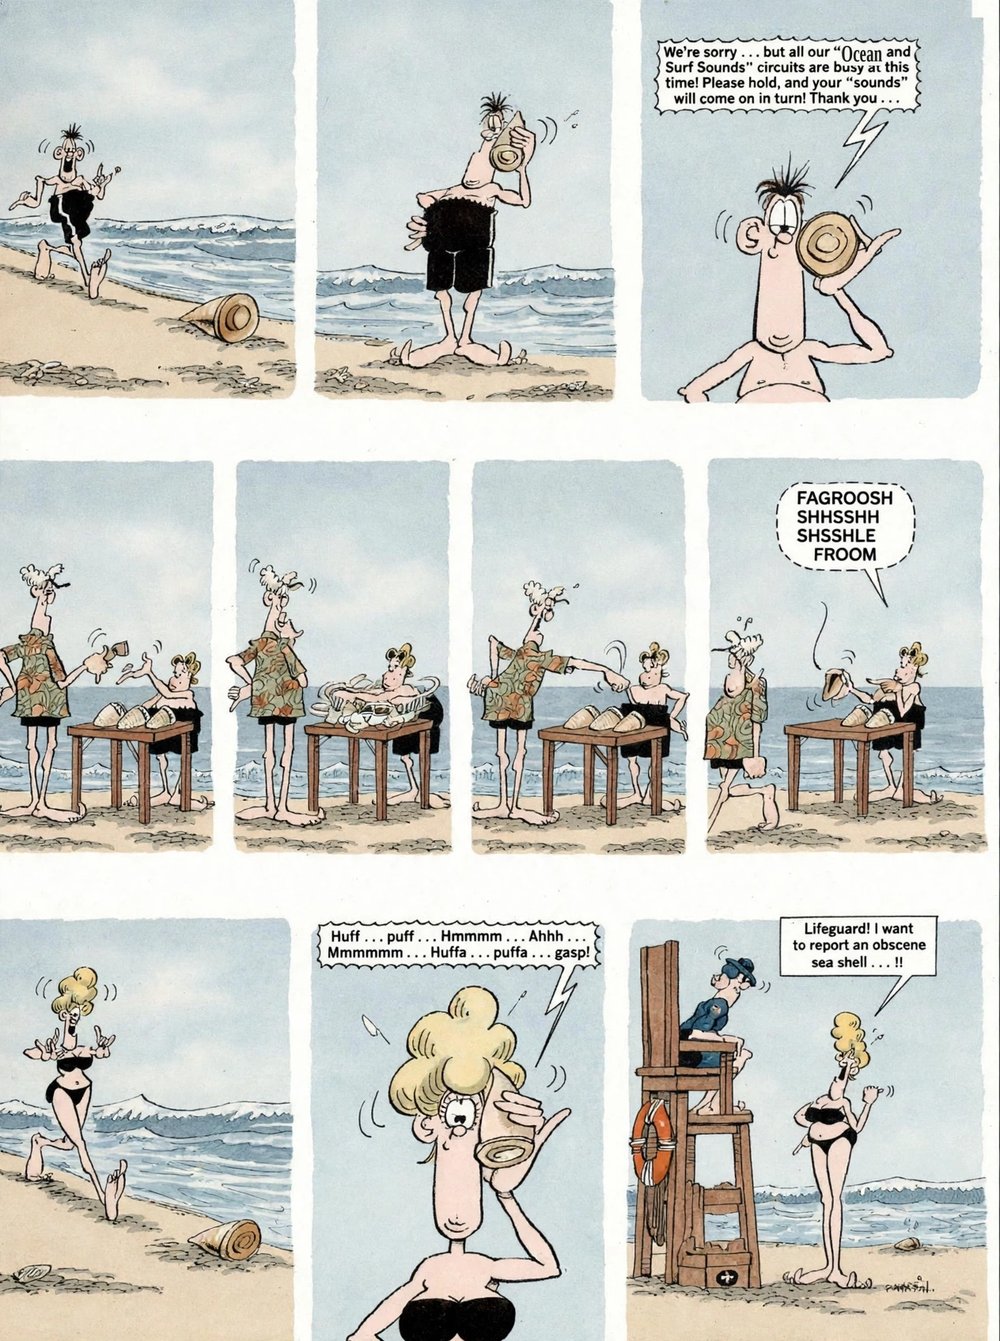 We're sorry . . . but all our "Ocean and
Surf Sounds" circuits are busy at this
time! Please hold, and your "sounds"
will come on in turn! Thank you . . .
FAGROOSH
SHHSSHH
SHSSHLE
FROOM
Huff . . . puff . . . Hmmmm . . . Ahhh . . .
Mmmmmm . . . Huffa . . . puffa . . . gasp!
Lifeguard! I want
to report an obscene
sea shell . . . !!